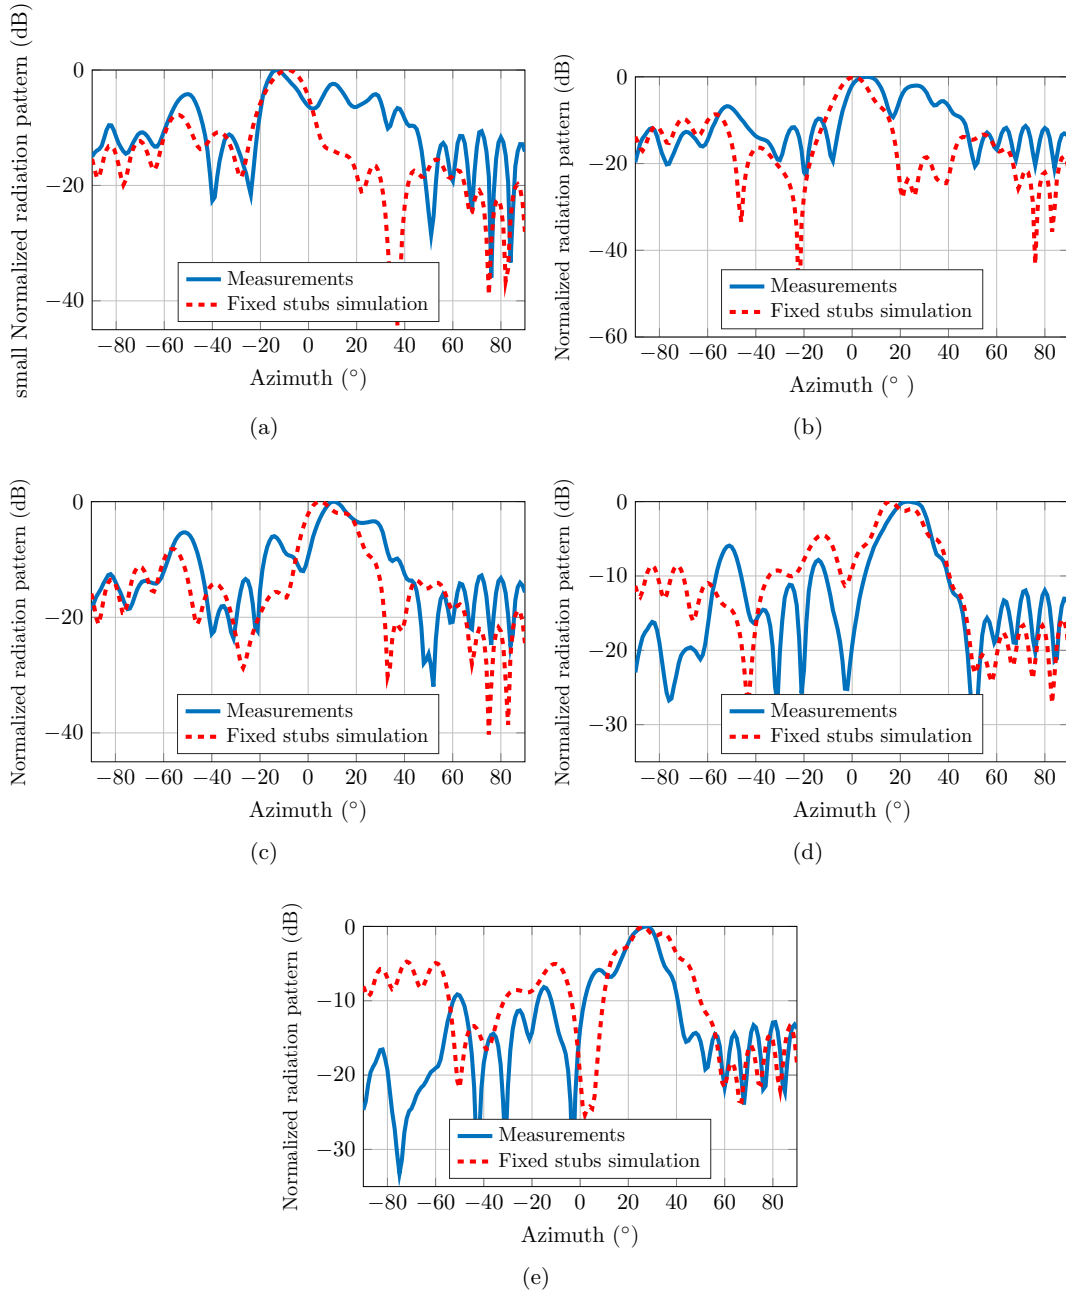 small Normalized radiation pattern (dB)
0
−20
−40
−80 −60 −40 −20 0 20 40 60 80
Measurements
Fixed stubs simulation
Azimuth (°)
(a)
Normalized radiation pattern (dB)
0
−20
−40
−60
−80 −60 −40 −20 0 20 40 60 80
Measurements
Fixed stubs simulation
Azimuth (° )
(b)
Normalized radiation pattern (dB)
0
−20
−40
−80 −60 −40 −20 0 20 40 60 80
Measurements
Fixed stubs simulation
Azimuth (°)
(c)
Normalized radiation pattern (dB)
0
−10
−20
−30
−80 −60 −40 −20 0 20 40 60 80
Measurements
Fixed stubs simulation
Azimuth (°)
(d)
Normalized radiation pattern (dB)
0
−10
−20
−30
−80 −60 −40 −20 0 20 40 60 80
Measurements
Fixed stubs simulation
Azimuth (°)
(e)